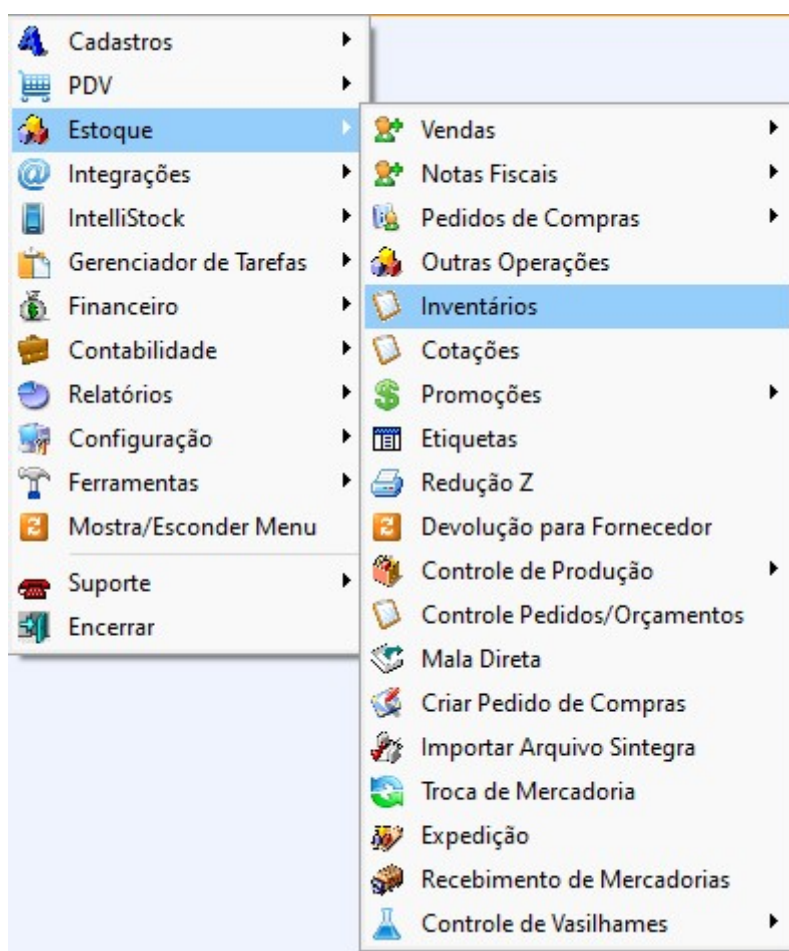 Cadastros
PDV
Estoque
Integrações
IntelliStock
Gerenciador de Tarefas
Financeiro
Contabilidade
Relatórios
Configuração
Ferramentas
Mostra/Esconder Menu
Suporte
Encerrar
Vendas
Notas Fiscais
Pedidos de Compras
Outras Operações
Inventários
Cotações
Promoções
Etiquetas
Redução Z
Devolução para Fornecedor
Controle de Produção
Controle Pedidos/Orçamentos
Mala Direta
Criar Pedido de Compras
Importar Arquivo Sintegra
Troca de Mercadoria
Expedição
Recebimento de Mercadorias
Controle de Vasilhames